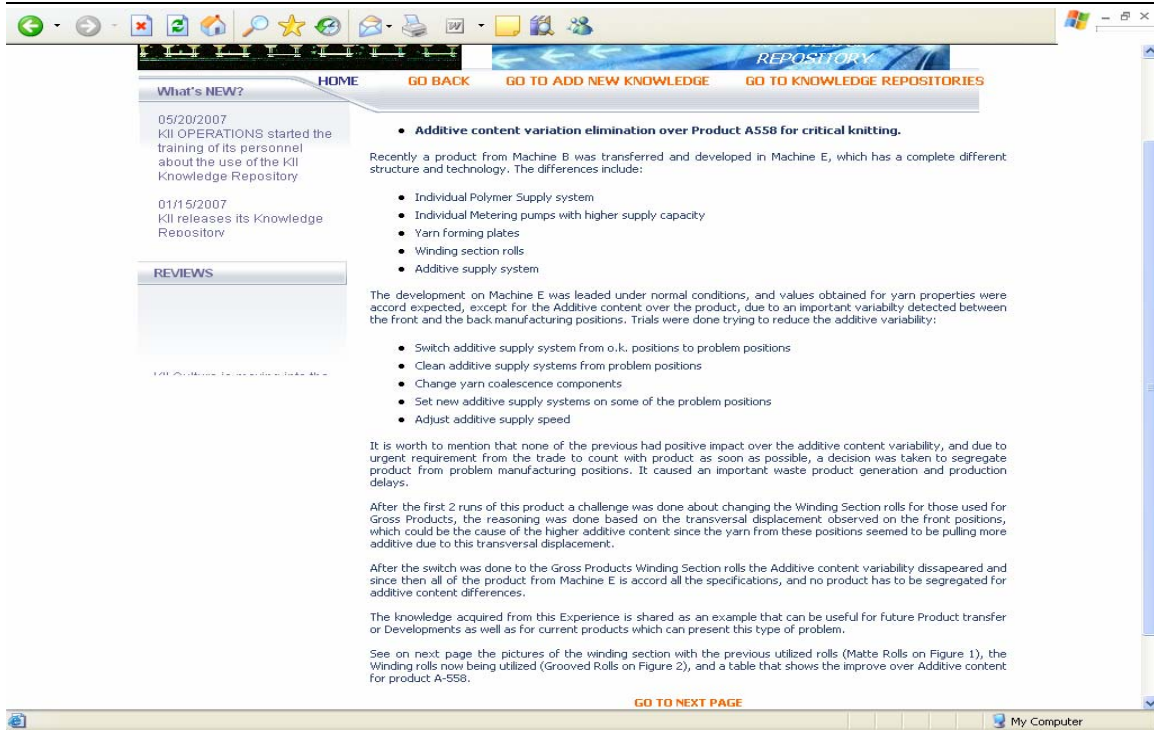 REPOSITORY
HOME
GO BACK
GO TO ADD NEW KNOWLEDGE
GO TO KNOWLEDGE REPOSITORIES
What's NEW?
05/20/2007
KII OPERATIONS started the
training of its personnel
about the use of the KII
Knowledge Repository
01/15/2007
KII releases its Knowledge
Repository
REVIEWS
• Additive content variation elimination over Product A558 for critical knitting.
Recently a product from Machine B was transferred and developed in Machine E, which has a complete different
structure and technology. The differences include:
• Individual Polymer Supply system
• Individual Metering pumps with higher supply capacity
• Yarn forming plates
• Winding section rolls
• Additive supply system
The development on Machine E was leaded under normal conditions, and values obtained for yarn properties were
accord expected, except for the Additive content over the product, due to an important variabilty detected between
the front and the back manufacturing positions. Trials were done trying to reduce the additive variability:
• Switch additive supply system from o.k. positions to problem positions
• Clean additive supply systems from problem positions
• Change yarn coalescence components
• Set new additive supply systems on some of the problem positions
• Adjust additive supply speed
It is worth to mention that none of the previous had positive impact over the additive content variability, and due to
urgent requirement from the trade to count with product as soon as possible, a decision was taken to segregate
product from problem manufacturing positions. It caused an important waste product generation and production
delays.
After the first 2 runs of this product a challenge was done about changing the Winding Section rolls for those used for
Gross Products, the reasoning was done based on the transversal displacement observed on the front positions,
which could be the cause of the higher additive content since the yarn from these positions seemed to be pulling more
additive due to this transversal displacement.
After the switch was done to the Gross Products Winding Section rolls the Additive content variability dissapeared and
since then all of the product from Machine E is accord all the specifications, and no product has to be segregated for
additive content differences.
The knowledge acquired from this Experience is shared as an example that can be useful for future Product transfer
or Developments as well as for current products which can present this type of problem.
See on next page the pictures of the winding section with the previous utilized rolls (Matte Rolls on Figure 1), the
Winding rolls now being utilized (Grooved Rolls on Figure 2), and a table that shows the improve over Additive content
for product A-558.
GO TO NEXT PAGE
My Computer